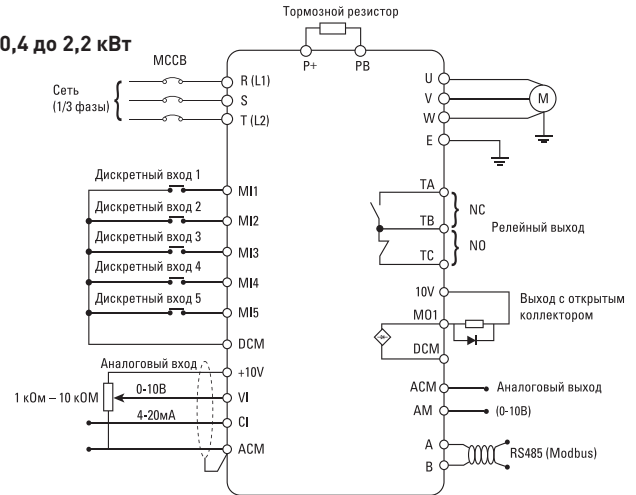 Тормозной резистор
0,4 до 2,2 кВт
P+
PB
МССВ
Сеть
(1/3 фазы)
R (L1)
S
T (L2)
U
V
W
E
M
Дискретный вход 1
MI1
Дискретный вход 2
MI2
Дискретный вход 3
MI3
Дискретный вход 4
MI4
Дискретный вход 5
MI5
DCM
TA
TB
TC
NC
NO
Релейный выход
10V
MO1
DCM
Выход с открытым
коллектором
Аналоговый вход
+10V
1 кОм – 10 кОМ
0-10В
VI
4-20мА
CI
ACM
ACM
Аналоговый выход
AM
(0-10В)
A
B
RS485 (Modbus)